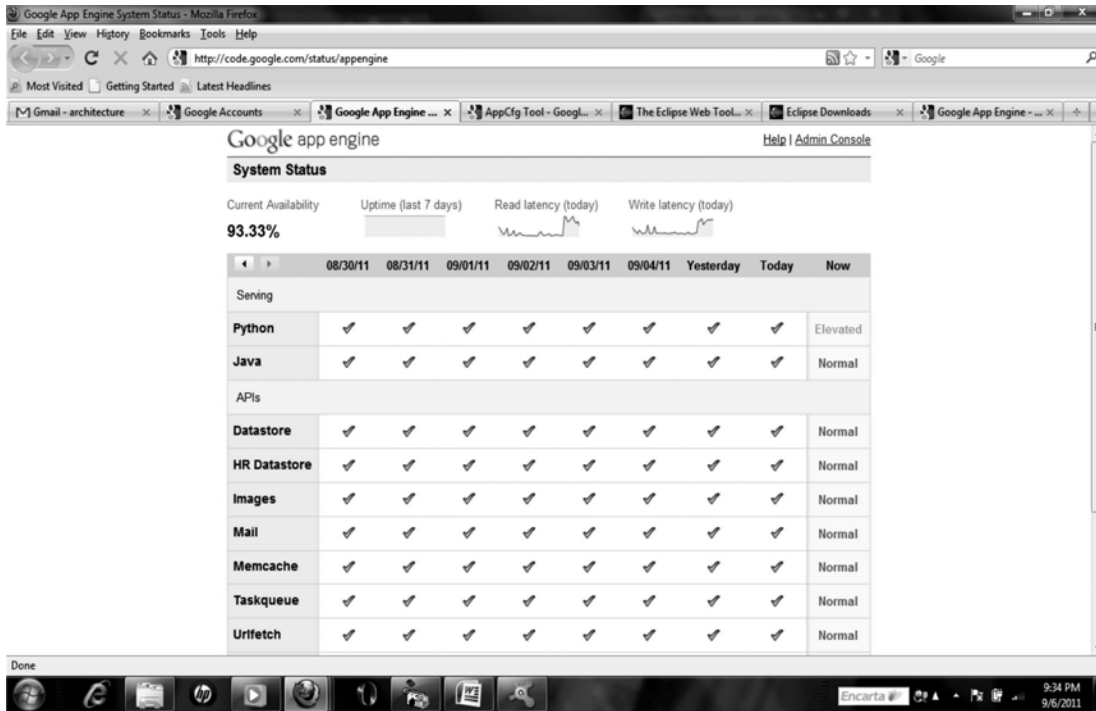 Google App Engine System Status - Mozilla Firefox
File Edit View History Bookmarks Tools Help
http://code.google.com/status/appengine
Google
Most Visited Getting Started Latest Headlines
Gmail - architecture Google Accounts Google App Engine ... AppCfg Tool - Googl... The Eclipse Web Tool... Eclipse Downloads Google App Engine - ...
Google app engine
Help | Admin Console
System Status
Current Availability Uptime (last 7 days) Read latency (today) Write latency (today)
93.33%
08/30/11 08/31/11 09/01/11 09/02/11 09/03/11 09/04/11 Yesterday Today Now
Serving
Python Elevated
Java Normal
APIs
Datastore Normal
HR Datastore Normal
Images Normal
Mail Normal
Memcache Normal
Taskqueue Normal
Urlfetch Normal
Done
hp
Encarta
9:34 PM
9/6/2011